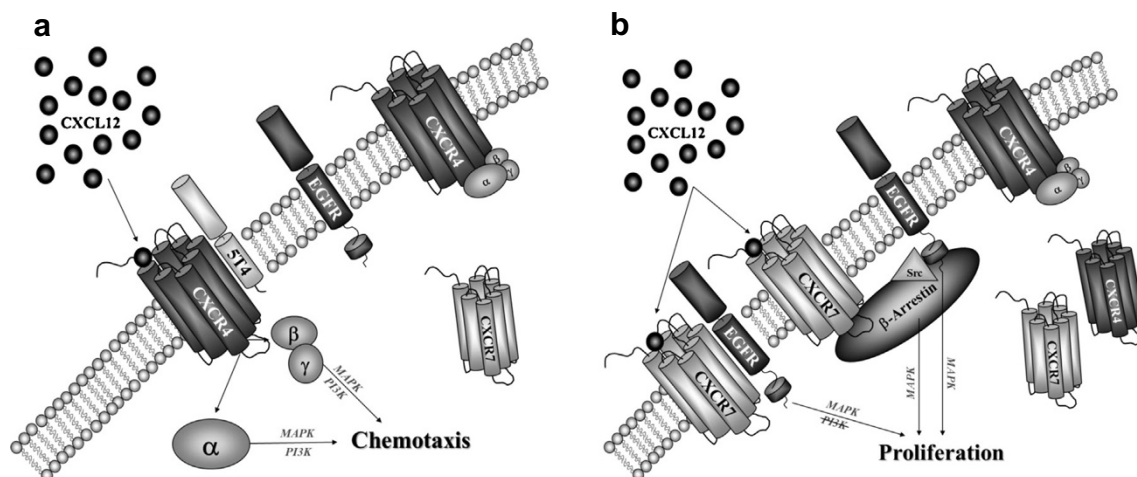 a
CXCL12
CXCR4
β
γ
α
EGFR
5T4
CXCR4
CXCR7
β
γ
MAPK
PI3K
α
MAPK
PI3K
Chemotaxis
b
CXCL12
CXCR4
β
γ
α
EGFR
CXCR7
Src
β-Arrestin
EGFR
CXCR7
CXCR4
CXCR7
MAPK
PI3K
MAPK
MAPK
Proliferation